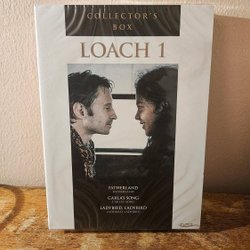 COLLECTOR'S
BOX
LOACH 1
FATHERLAND
CARLA'S SONG
LADYBIRD, LADYBIRD